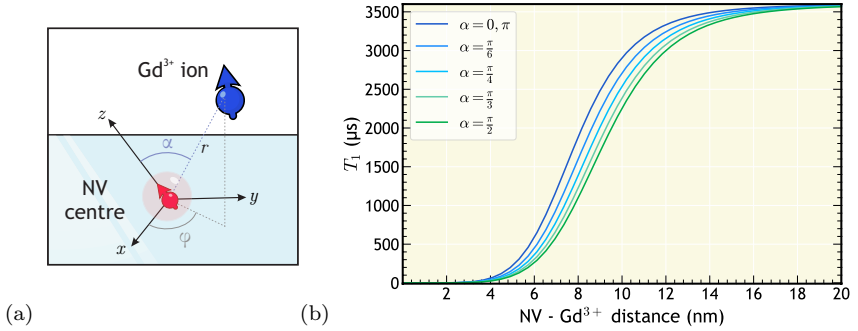 Gd³⁺ ion
z
α
r
NV
centre
y
x
φ
(a)
3500
3000
2500
2000
1500
1000
500
0
T₁ (µs)
α = 0, π
α = π/6
α = π/4
α = π/3
α = π/2
2 4 6 8 10 12 14 16 18 20
NV - Gd³⁺ distance (nm)
(b)